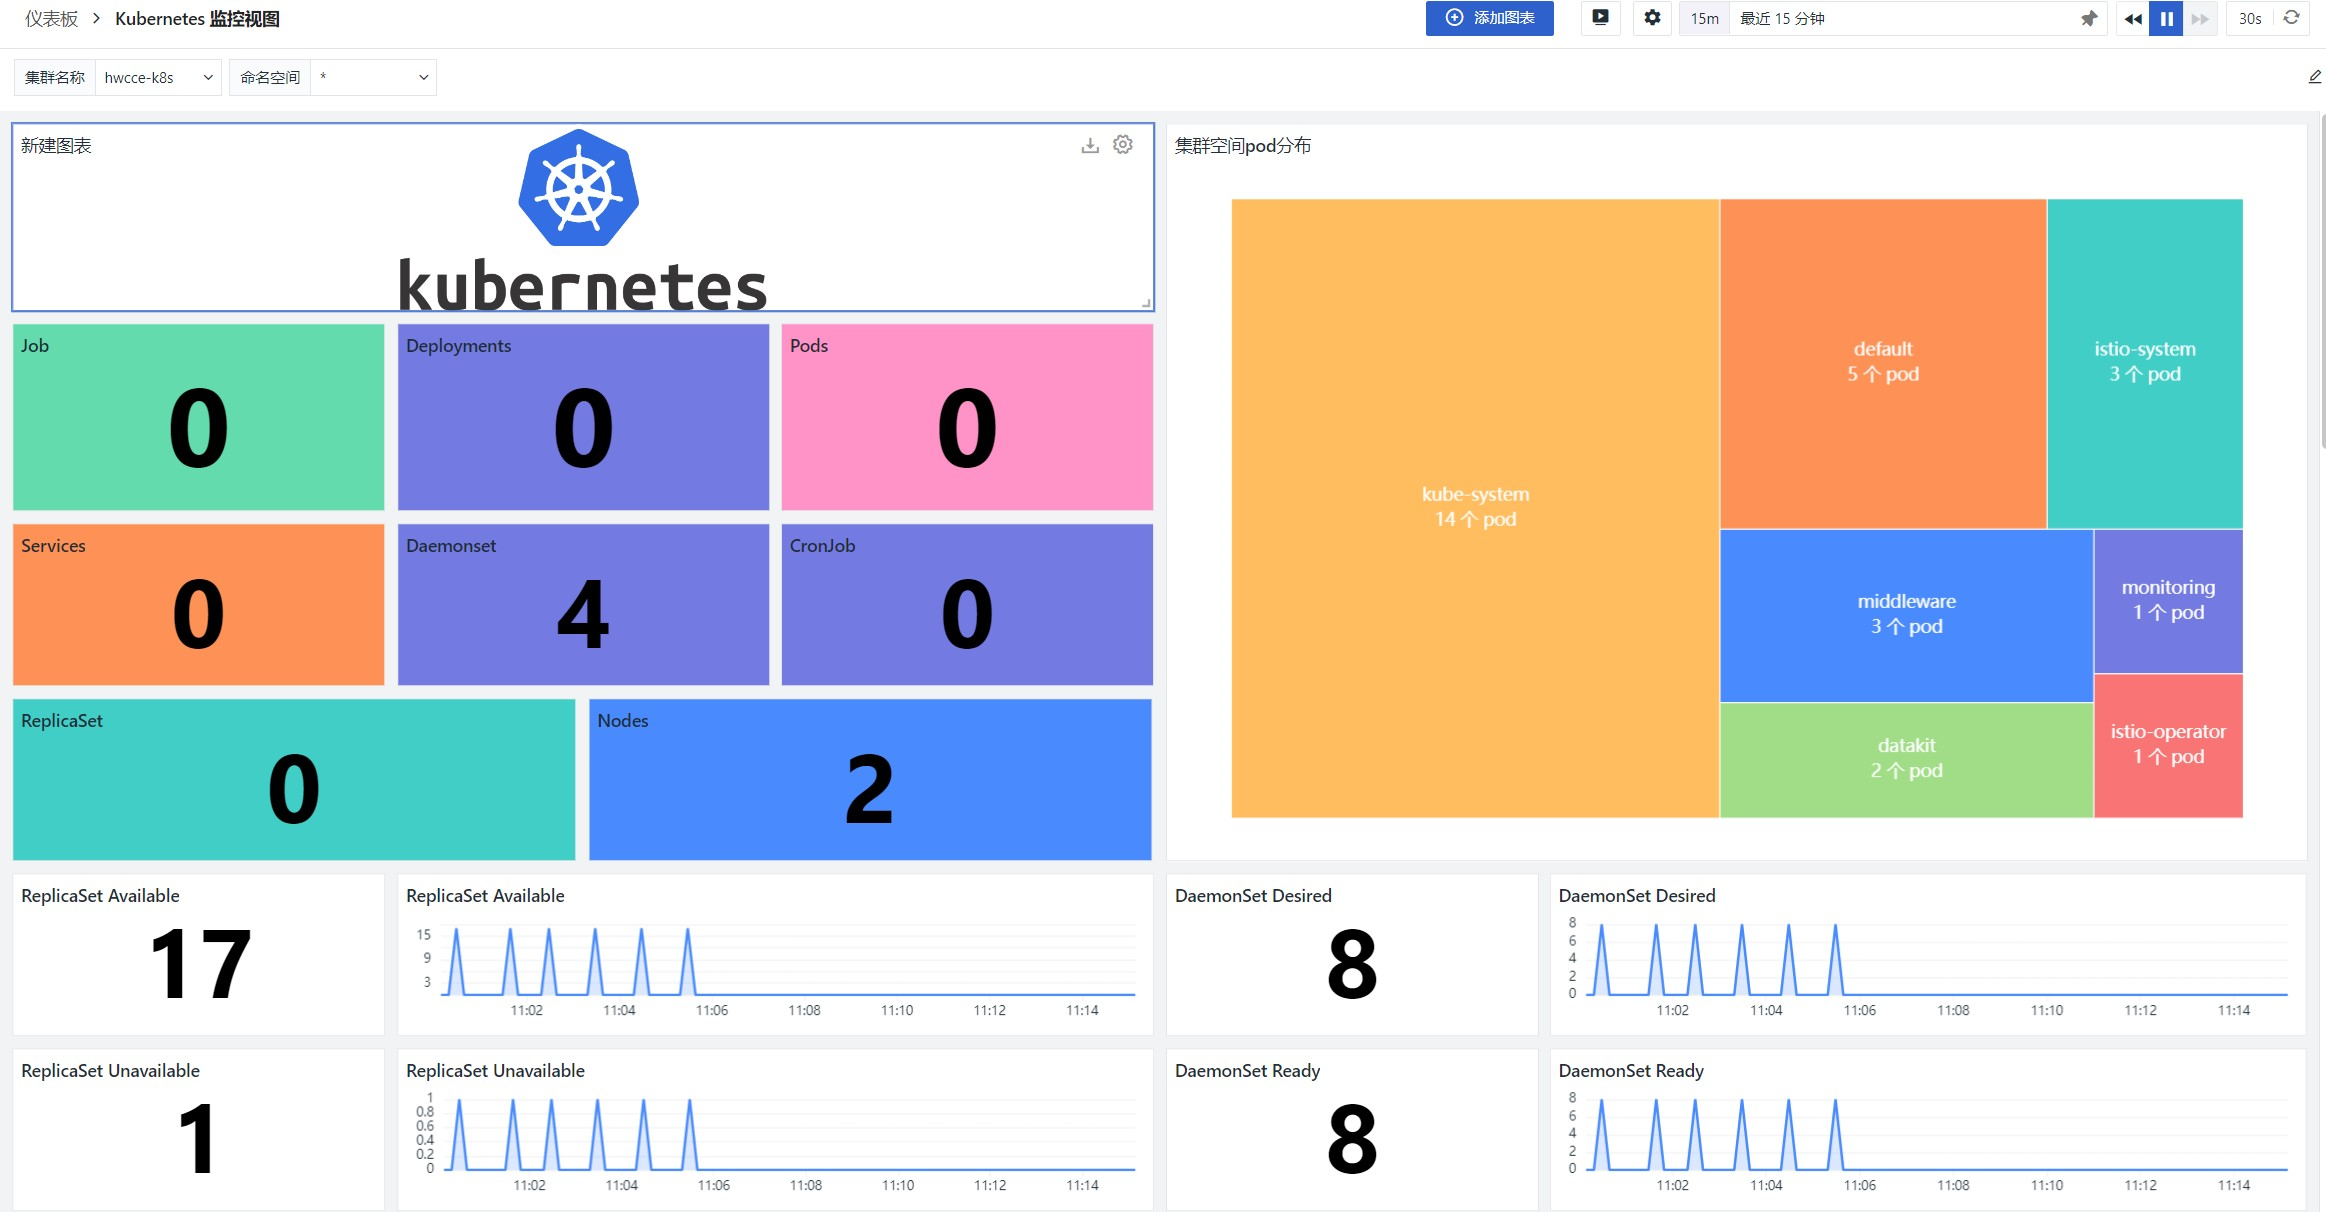 仪表板 > Kubernetes 监控视图
添加图表
15m 最近 15 分钟
30s
集群名称 hwcce-k8s
命名空间 *
新建图表
kubernetes
集群空间pod分布
kube-system
14 个 pod
default
5 个 pod
istio-system
3 个 pod
middleware
3 个 pod
monitoring
1 个 pod
datakit
2 个 pod
istio-operator
1 个 pod
Job
0
Deployments
0
Pods
0
Services
0
Daemonset
4
CronJob
0
ReplicaSet
0
Nodes
2
ReplicaSet Available
17
ReplicaSet Available
15
9
3
11:02 11:04 11:06 11:08 11:10 11:12 11:14
DaemonSet Desired
8
DaemonSet Desired
8
6
4
2
0
11:02 11:04 11:06 11:08 11:10 11:12 11:14
ReplicaSet Unavailable
1
ReplicaSet Unavailable
1
0.8
0.6
0.4
0.2
0
11:02 11:04 11:06 11:08 11:10 11:12 11:14
DaemonSet Ready
8
DaemonSet Ready
8
6
4
2
0
11:02 11:04 11:06 11:08 11:10 11:12 11:14